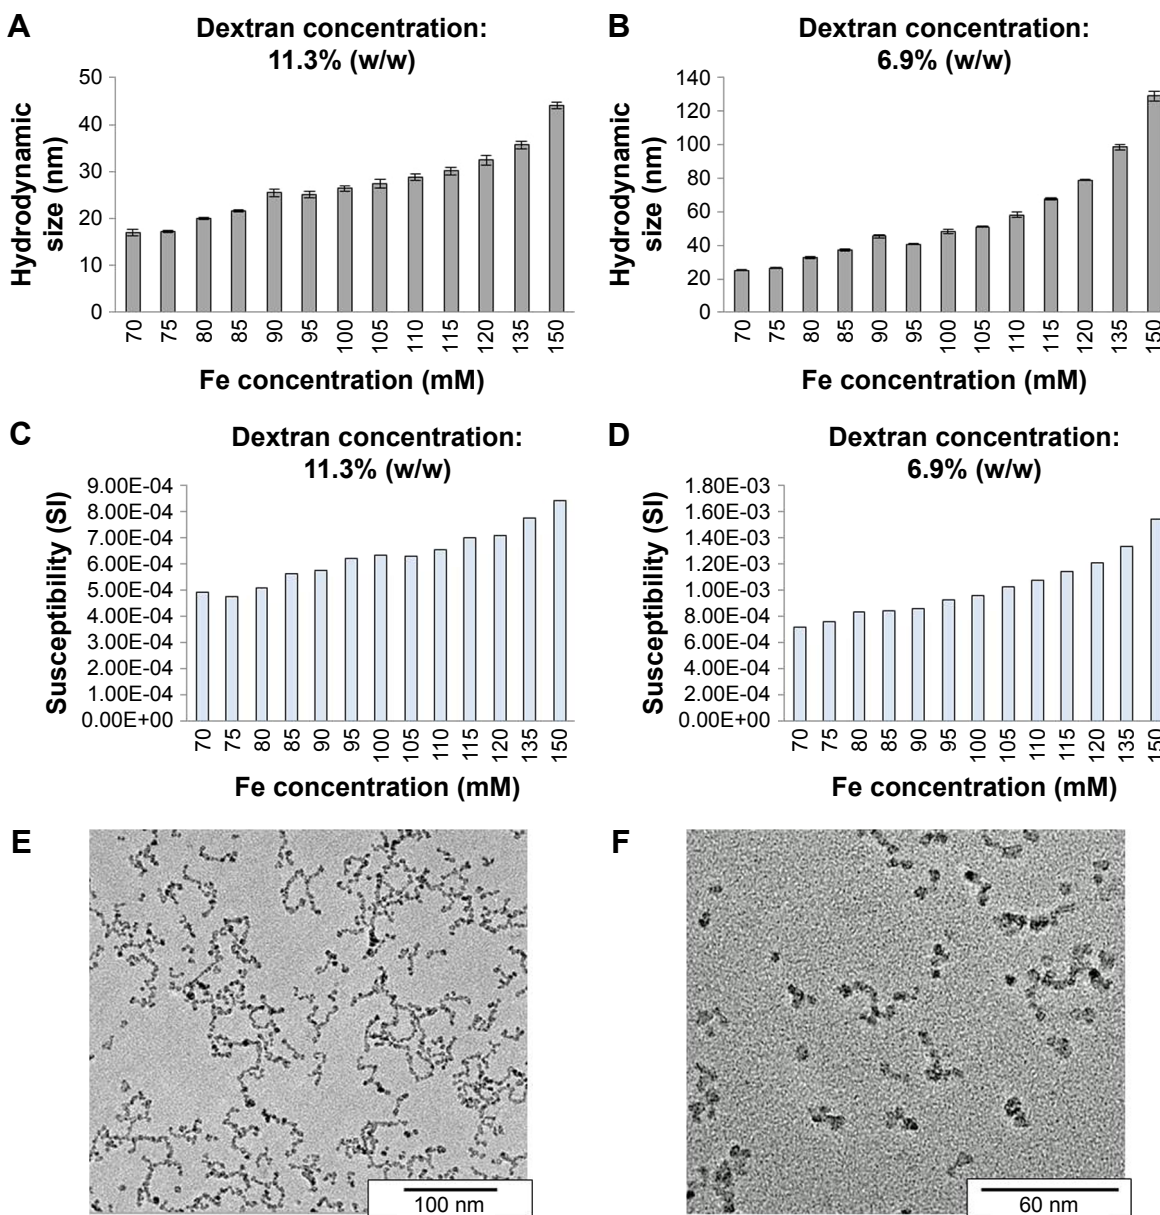 A
Dextran concentration:
11.3% (w/w)
Hydrodynamic
size (nm)
50
40
30
20
10
0
70 75 80 85 90 95 100 105 110 115 120 135 150
Fe concentration (mM)
B
Dextran concentration:
6.9% (w/w)
Hydrodynamic
size (nm)
140
120
100
80
60
40
20
0
70 75 80 85 90 95 100 105 110 115 120 135 150
Fe concentration (mM)
C
Dextran concentration:
11.3% (w/w)
Susceptibility (SI)
9.00E-04
8.00E-04
7.00E-04
6.00E-04
5.00E-04
4.00E-04
3.00E-04
2.00E-04
1.00E-04
0.00E+00
70 75 80 85 90 95 100 105 110 115 120 135 150
Fe concentration (mM)
D
Dextran concentration:
6.9% (w/w)
Susceptibility (SI)
1.80E-03
1.60E-03
1.40E-03
1.20E-03
1.00E-03
8.00E-04
6.00E-04
4.00E-04
2.00E-04
0.00E+00
70 75 80 85 90 95 100 105 110 115 120 135 150
Fe concentration (mM)
E
100 nm
F
60 nm